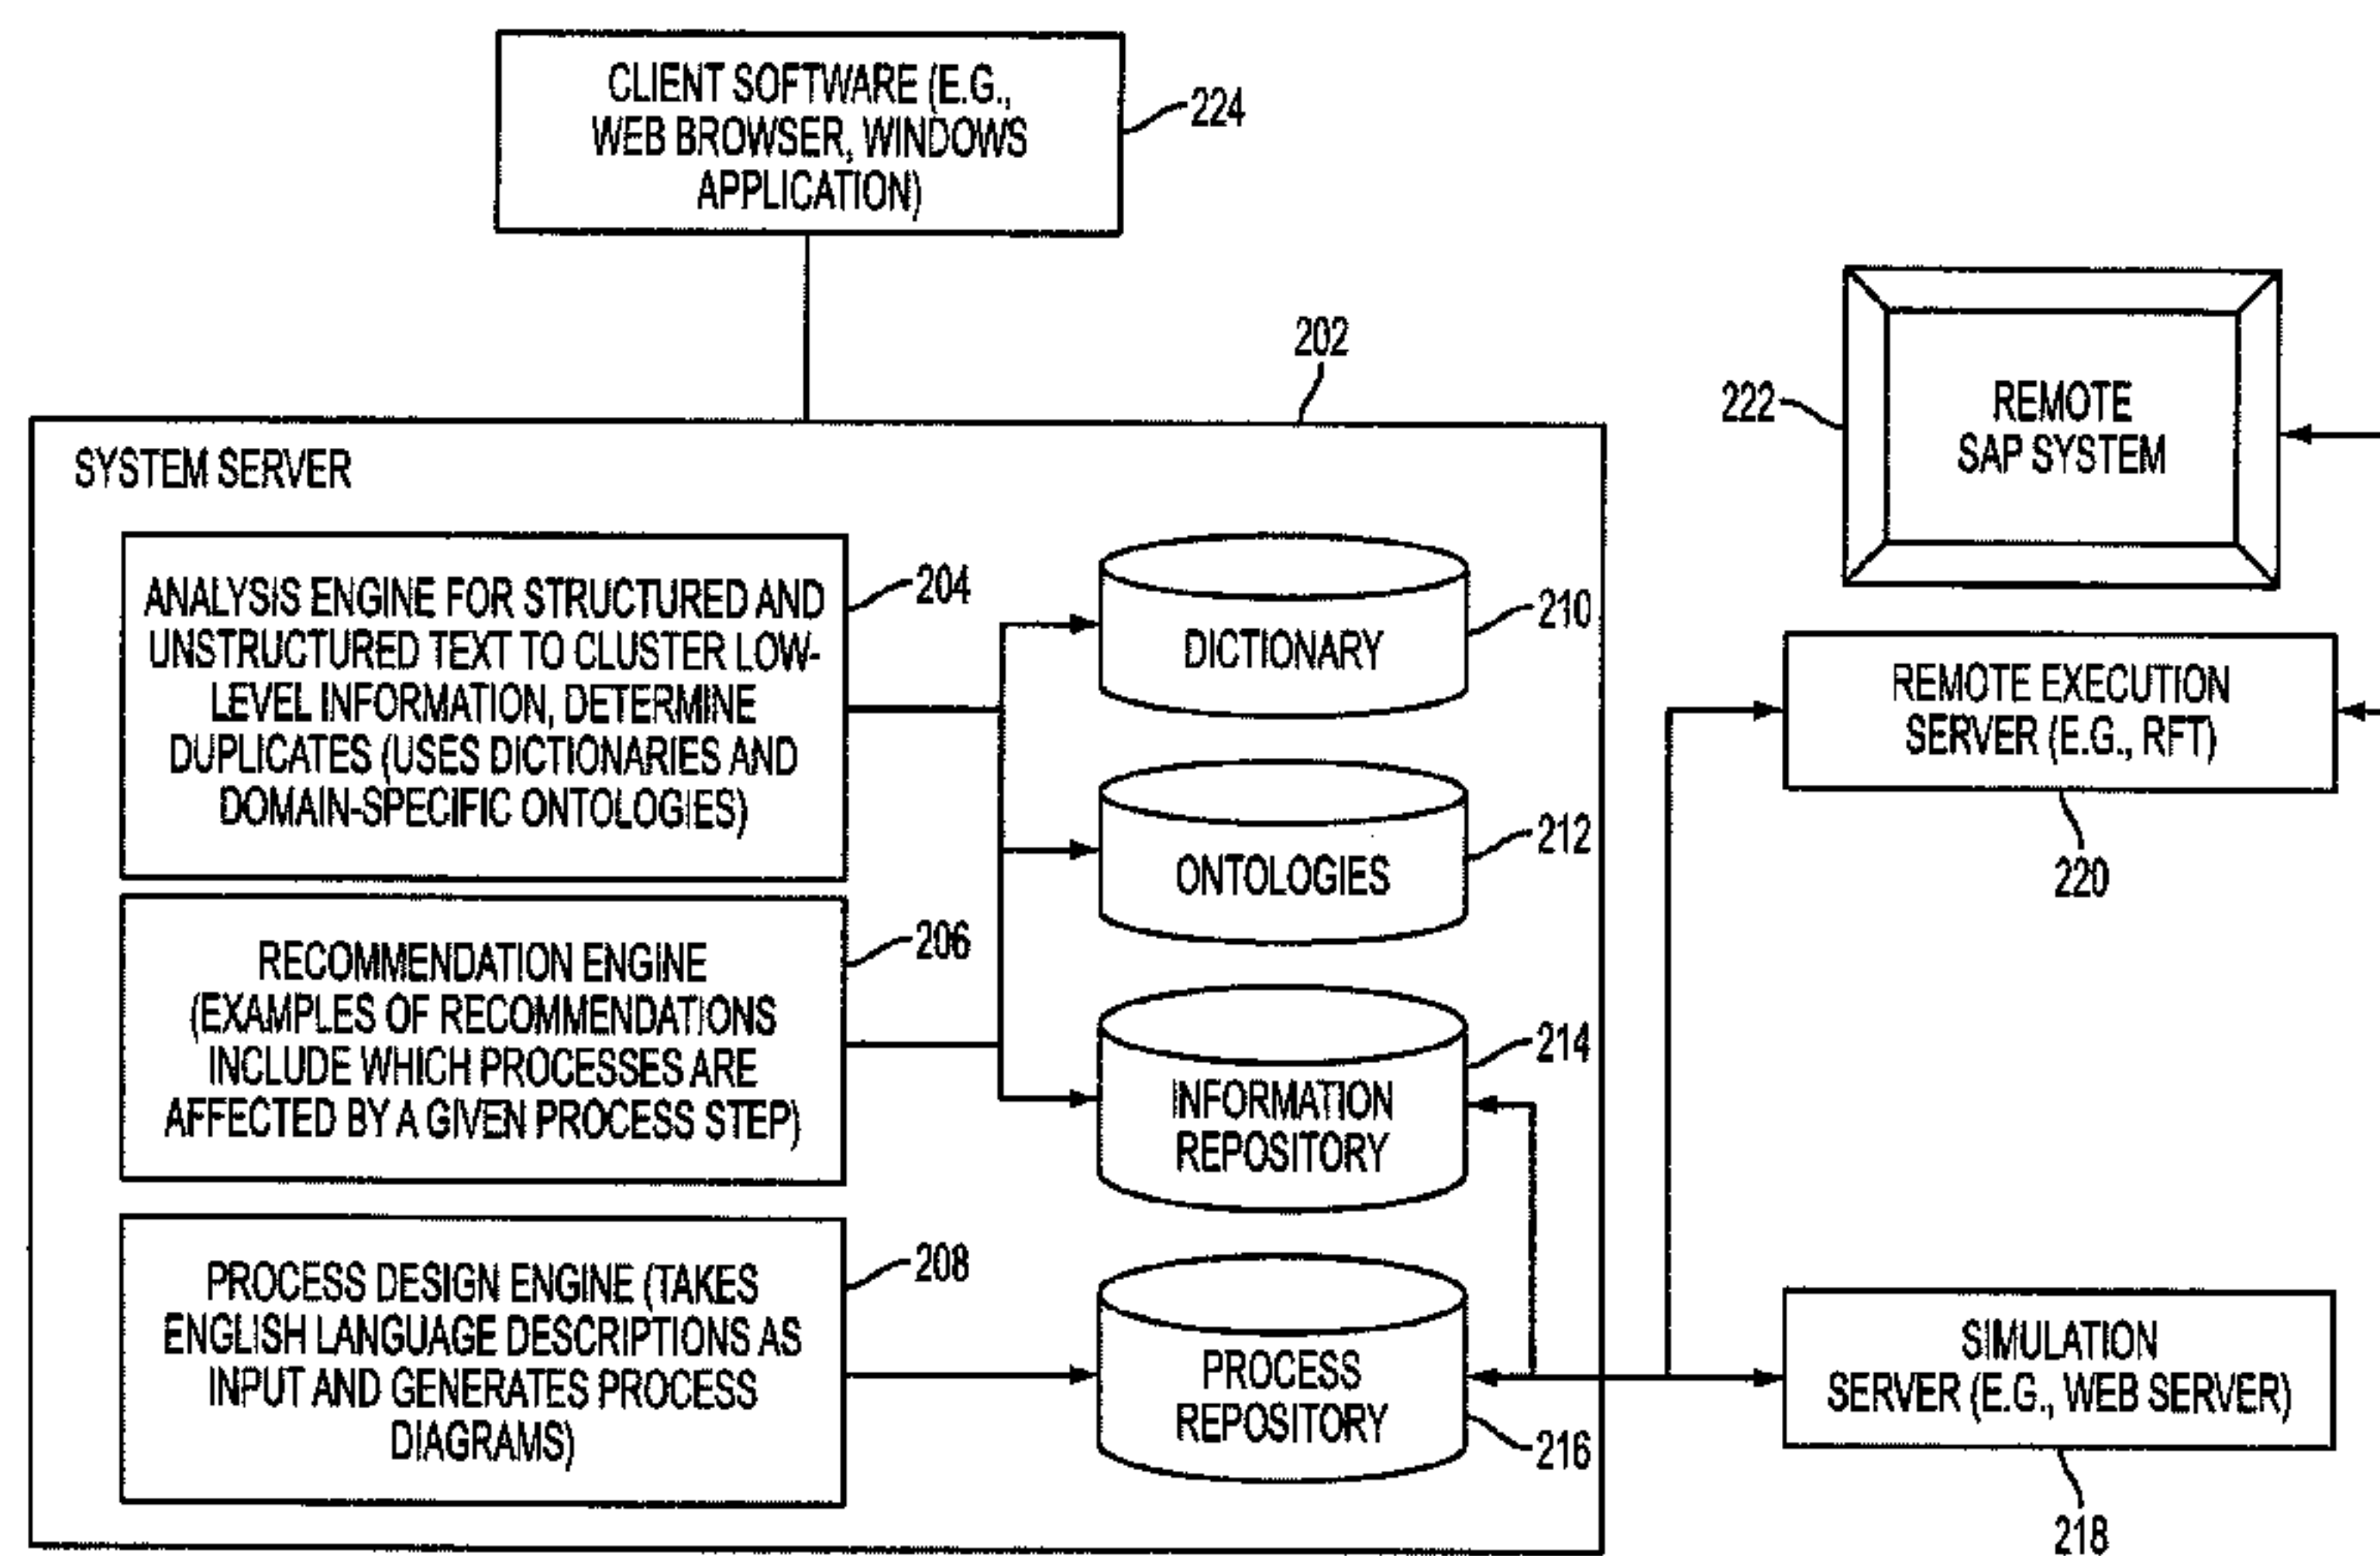 CLIENT SOFTWARE (E.G.,
WEB BROWSER, WINDOWS
APPLICATION)
224
202
SYSTEM SERVER
ANALYSIS ENGINE FOR STRUCTURED AND
UNSTRUCTURED TEXT TO CLUSTER LOW-
LEVEL INFORMATION, DETERMINE
DUPLICATES (USES DICTIONARIES AND
DOMAIN-SPECIFIC ONTOLOGIES)
204
RECOMMENDATION ENGINE
(EXAMPLES OF RECOMMENDATIONS
INCLUDE WHICH PROCESSES ARE
AFFECTED BY A GIVEN PROCESS STEP)
206
PROCESS DESIGN ENGINE (TAKES
ENGLISH LANGUAGE DESCRIPTIONS AS
INPUT AND GENERATES PROCESS
DIAGRAMS)
208
DICTIONARY
210
ONTOLOGIES
212
INFORMATION
REPOSITORY
214
PROCESS
REPOSITORY
216
222
REMOTE
SAP SYSTEM
REMOTE EXECUTION
SERVER (E.G., RFT)
220
SIMULATION
SERVER (E.G., WEB SERVER)
218